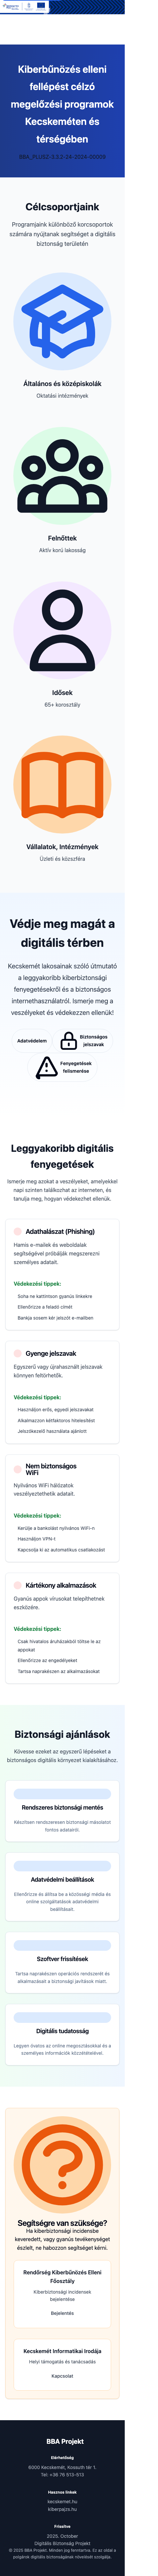 Kiberbűnözés elleni
fellépést célzó
megelőzési programok
Kecskeméten és
térségében
Célcsoportjaink
Programjaink különböző korcsoportok
számára nyújtanak segítséget a digitális
biztonság területén
Általános és középiskolák
Oktatási intézmények
Felnőttek
Aktív korú lakosság
Idősek
65+ korosztály
Vállalatok, Intézmények
Üzleti és közszféra
Védje meg magát a
digitális térben
Kecskemét lakosainak szóló útmutató
a leggyakoribb kiberbiztonsági
fenyegetésekről és a biztonságos
internethasználatról. Ismerje meg a
veszélyeket és védekezzen ellenük!
Adatvédelem
Biztonságos
jelszavak
Fenyegetések
felismerése
Leggyakoribb digitális
fenyegetések
Ismerje meg azokat a veszélyeket, amelyekkel
nap szinten találkozhat az interneten, és
tanulja meg, hogyan védekezhet ellenük.
Adathalászat (Phishing)
Hamis e-mailek és weboldalak
segítségével próbálják megszerezni
személyes adatait.
Védekezési tippek:
Soha ne kattintson gyanús linkekre
Ellenőrizze a feladó címét
Bankja sosem kér jelszót e-mailben
Gyenge jelszavak
Egyszerű vagy újrahasznált jelszavak
könnyen feltörhetők.
Védekezési tippek:
Használjon erős, egyedi jelszavakat
Alkalmazzon kétfaktoros hitelesítést
Jelszókezelő használata ajánlott
Nem biztonságos
WiFi
Nyilvános WiFi hálózatok
veszélyeztethetik adatait.
Védekezési tippek:
Kerülje a bankolást nyilvános WiFi-n
Használjon VPN-t
Kapcsolja ki az automatikus csatlakozást
Kártékony alkalmazások
Gyanús appok vírusokat telepíthetnek
eszközeire.
Védekezési tippek:
Csak hivatalos áruházakból töltse le az
appokat
Ellenőrizze az engedélyeket
Tartsa naprakészen az alkalmazásokat
Biztonsági ajánlások
Kövesse ezeket az egyszerű lépéseket a
biztonságos digitális környezet kialakításához.
Rendszeres biztonsági mentés
Készítsen rendszeresen biztonsági másolatot
fontos adatairól.
Adatvédelmi beállítások
Ellenőrizze és állítsa be a közösségi média és
online szolgáltatások adatvédelmi
beállításait.
Szoftver frissítések
Tartsa naprakészen operációs rendszerét és
alkalmazásait a biztonsági javítások miatt.
Digitális tudatosság
Legyen óvatos az online megosztásokkal és a
személyes információk közzétételével.
Segítségre van szüksége?
Ha kiberbiztonsági incidensbe
keveredett, vagy gyanús tevékenységet
észlelt, ne habozzon segítséget kérni.
Rendőrség Kiberbűnözés Elleni
Főosztály
Kiberbiztonsági incidensek
bejelentése
Bejelentés
Kecskemét Informatikai Irodája
Helyi támogatás és tanácsadás
Kapcsolat
BBA Projekt
Elérhetőség
6000 Kecskemét, Kossuth tér 1.
Tel: +36 76 513-513
Hasznos linkek
kecskemet.hu
kiberpajzs.hu
Frissítve
2025. October
Digitális Biztonság Projekt
© 2025 BBA Projekt. Minden jog fenntartva. Ez az oldal a
polgárok digitális biztonságának növelését szolgálja.